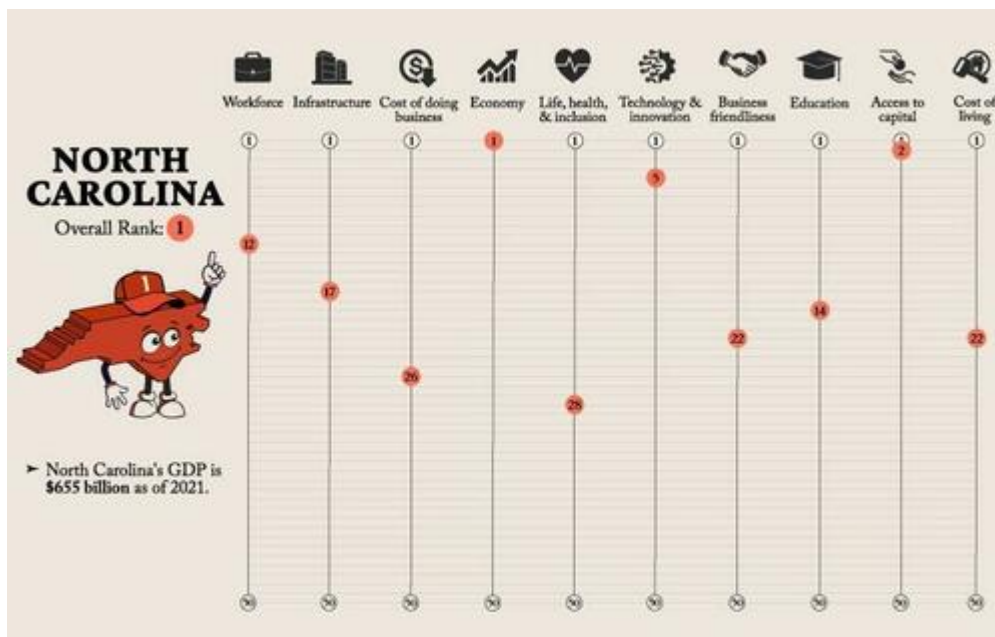 Workforce
Infrastructure
Cost of doing
business
Economy
Life, health,
& inclusion
Technology &
innovation
Business
friendliness
Education
Access to
capital
Cost of
living
1 1 1 1 1 1 1 1 1
2
NORTH
CAROLINA
Overall Rank: 1
5
12
17
14
22 22
26
28
➤ North Carolina's GDP is
$655 billion as of 2021.
50 50 50 50 50 50 50 50 50 50